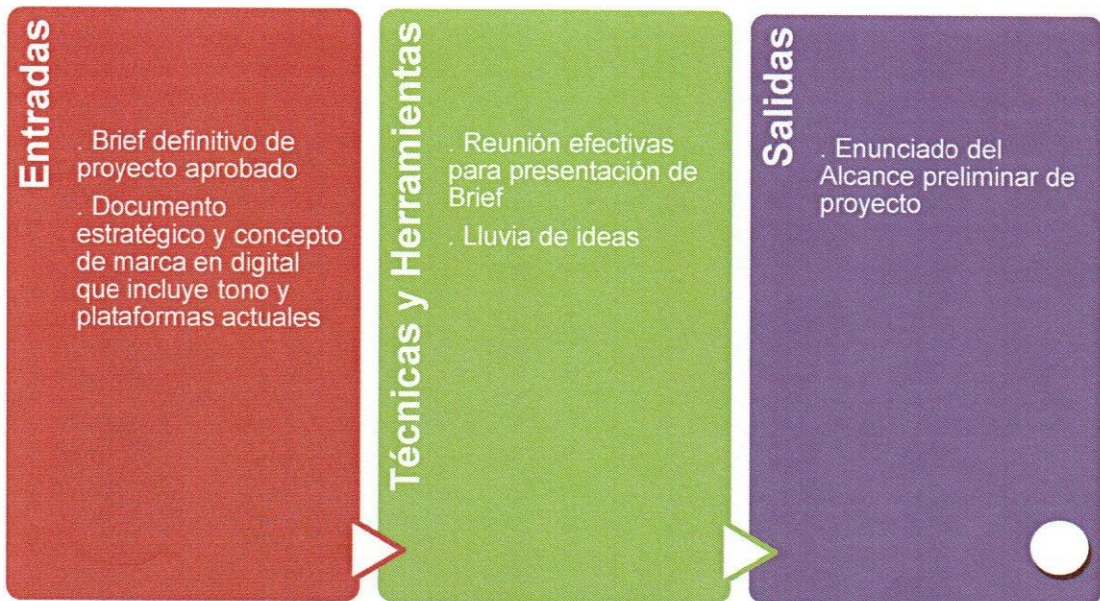 Entradas
. Brief definitivo de
proyecto aprobado
. Documento
estratégico y concepto
de marca en digital
que incluye tono y
plataformas actuales
Técnicas y Herramientas
. Reunión efectivas
para presentación de
Brief
. Lluvia de ideas
Salidas
. Enunciado del
Alcance preliminar de
proyecto